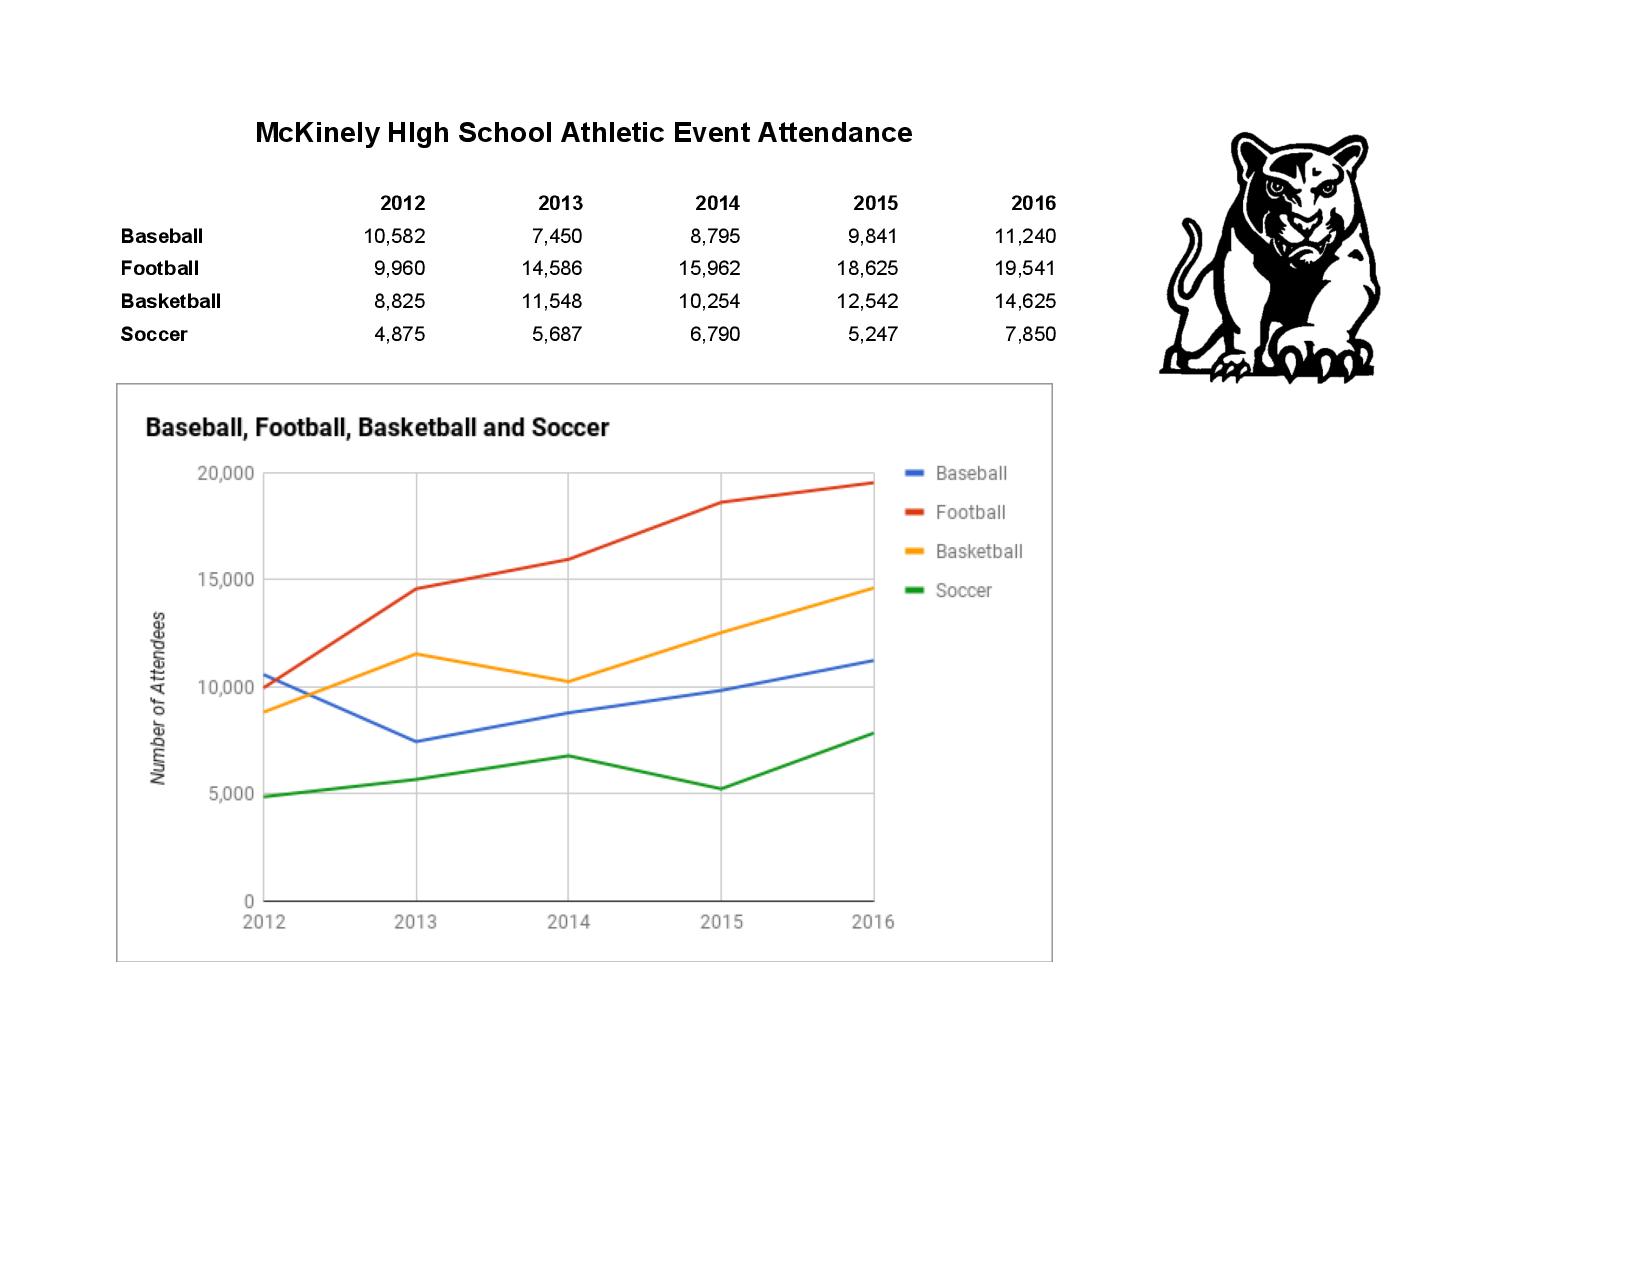 McKinely HIgh School Athletic Event Attendance
2012 2013 2014 2015 2016
Baseball 10,582 7,450 8,795 9,841 11,240
Football 9,960 14,586 15,962 18,625 19,541
Basketball 8,825 11,548 10,254 12,542 14,625
Soccer 4,875 5,687 6,790 5,247 7,850
Baseball, Football, Basketball and Soccer
Number of Attendees
20,000
15,000
10,000
5,000
0
2012 2013 2014 2015 2016
Baseball
Football
Basketball
Soccer